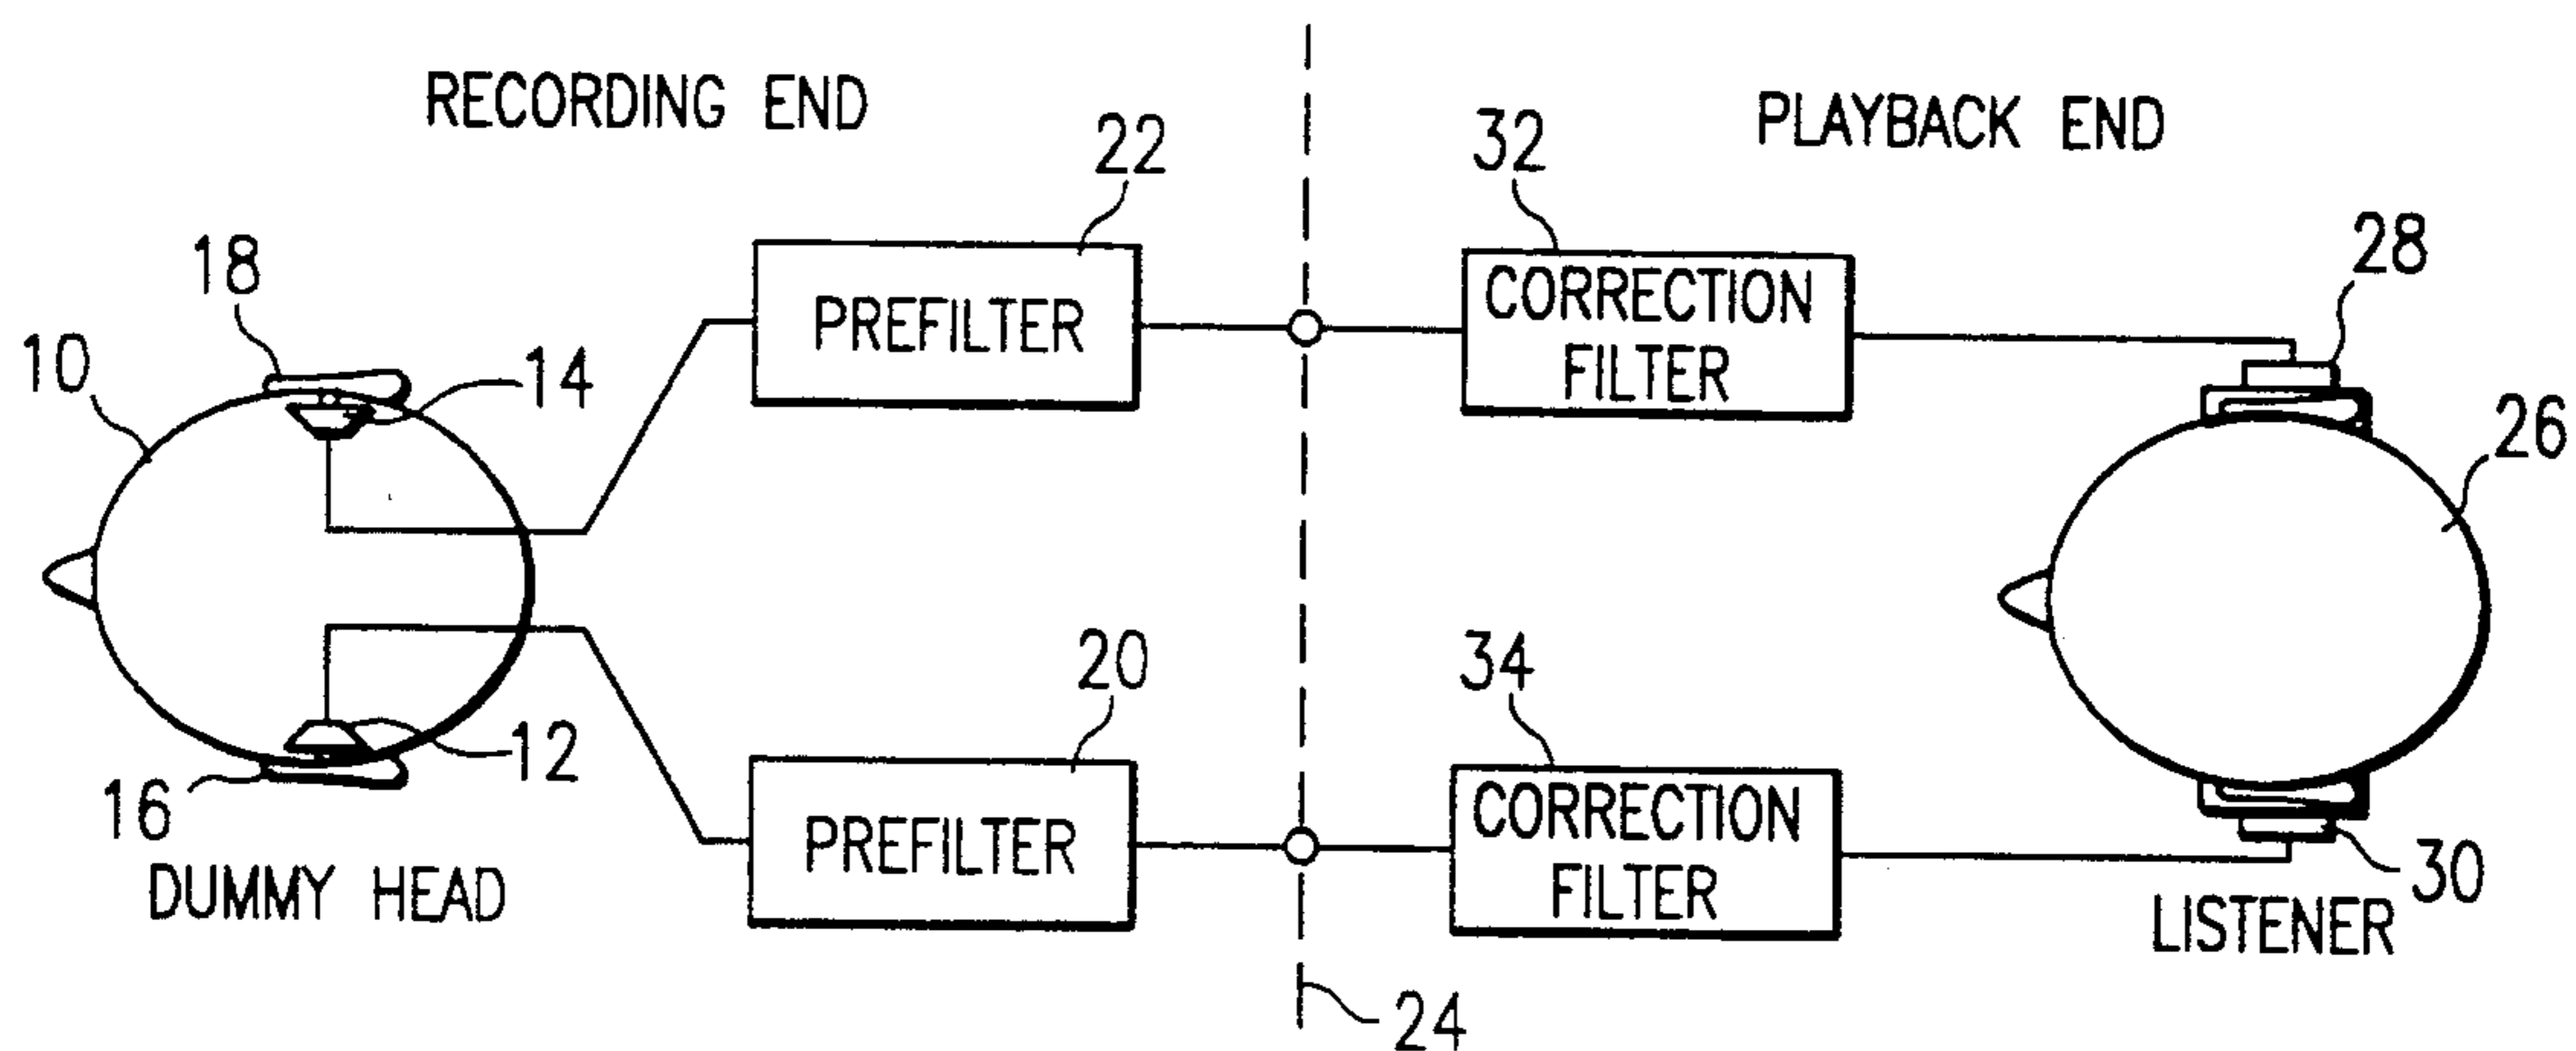 RECORDING END
PLAYBACK END
22
32
28
18
10
14
PREFILTER
CORRECTION
FILTER
26
20
34
12
16
PREFILTER
CORRECTION
FILTER
30
DUMMY HEAD
LISTENER
24